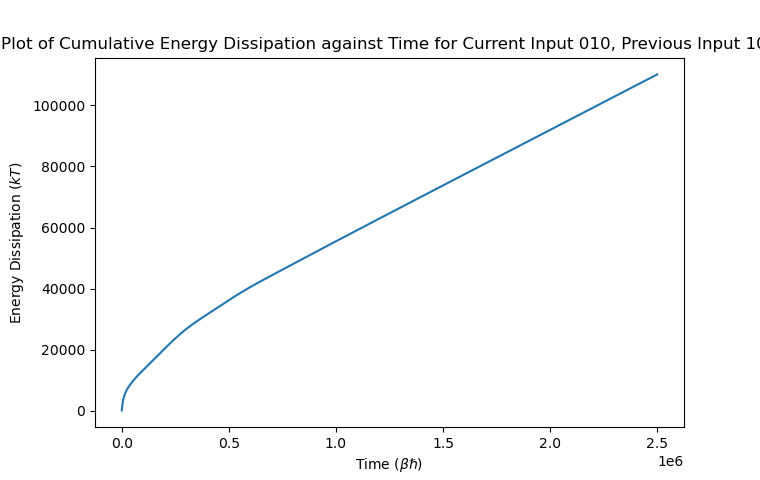 Plot of Cumulative Energy Dissipation against Time for Current Input 010, Previous Input 10
100000
80000
60000
40000
20000
0
Energy Dissipation (kT)
0.0 0.5 1.0 1.5 2.0 2.5
1e6
Time (βħ)